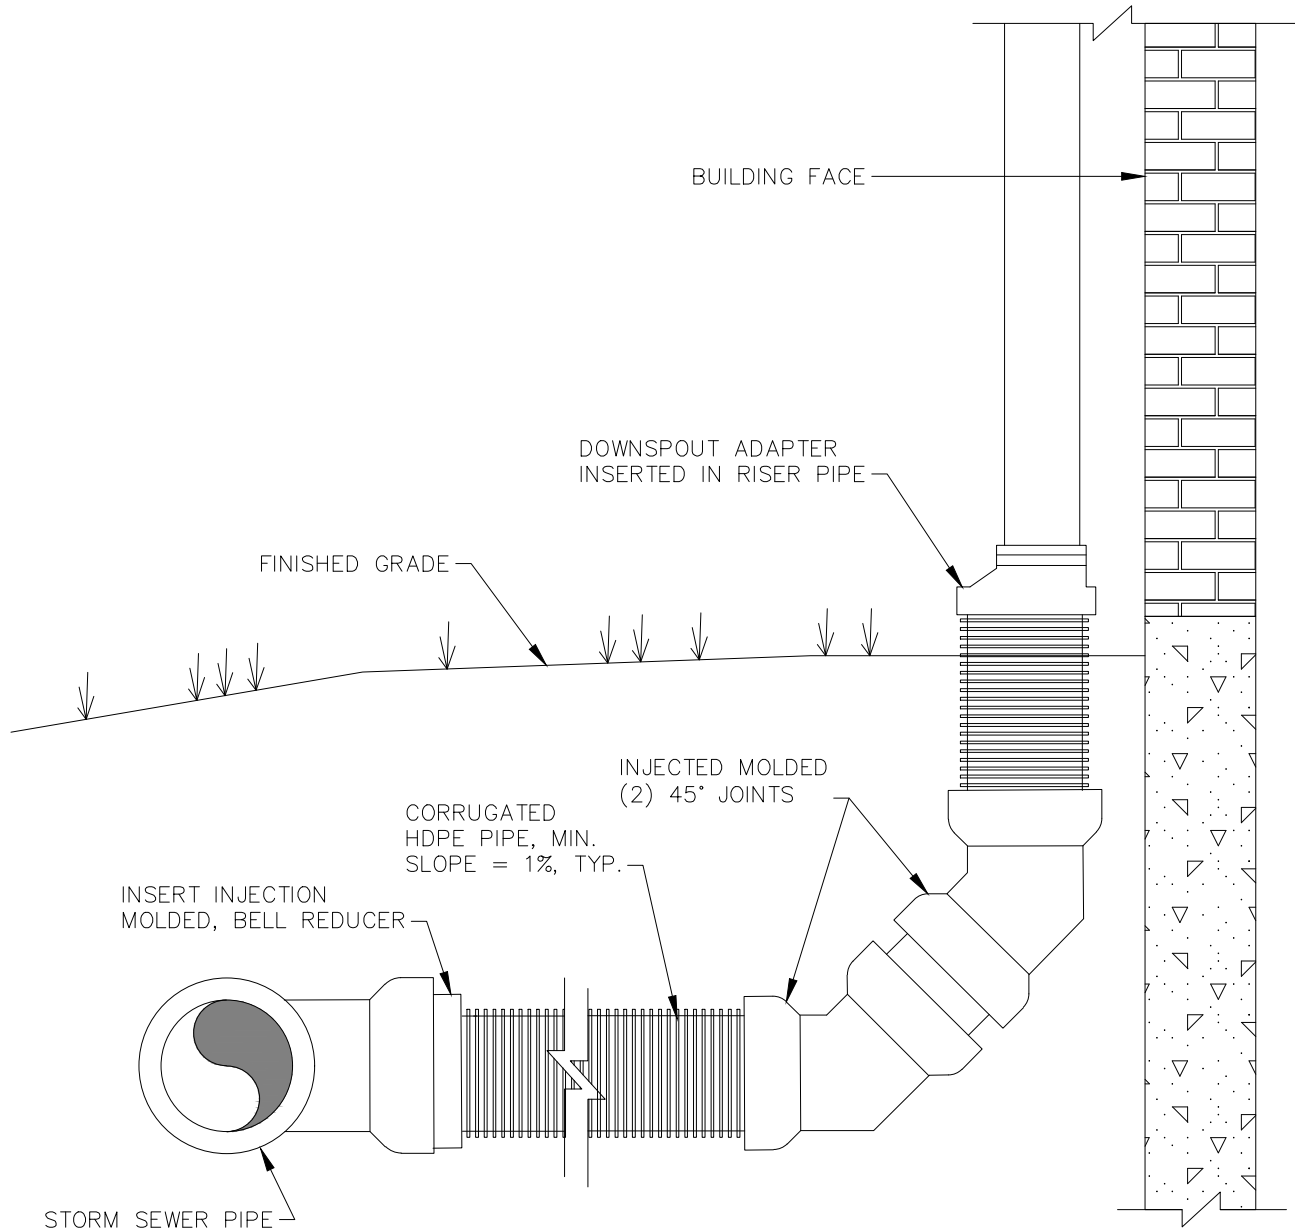 BUILDING FACE
DOWNSPOUT ADAPTER
INSERTED IN RISER PIPE
FINISHED GRADE
INJECTED MOLDED
(2) 45° JOINTS
CORRUGATED
HDPE PIPE, MIN.
SLOPE = 1%, TYP.
INSERT INJECTION
MOLDED, BELL REDUCER
STORM SEWER PIPE